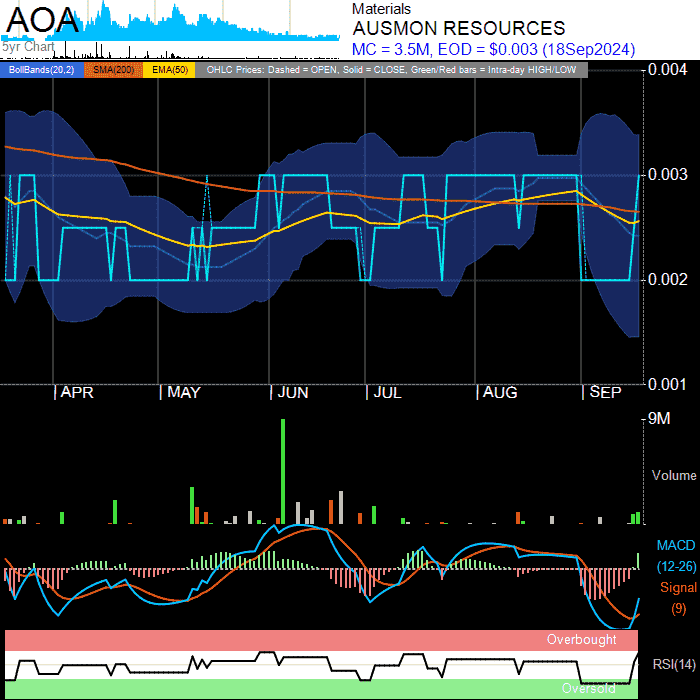 AOA
5yr Chart
Materials
AUSMON RESOURCES
MC = 3.5M, EOD = $0.003 (18Sep2024)
BollBands(20,2) SMA(200) EMA(50) OHLC Prices: Dashed = OPEN, Solid = CLOSE, Green/Red bars = Intra-day HIGH/LOW
0.004
0.003
0.002
0.001
APR MAY JUN JUL AUG SEP
9M
Volume
MACD
(12-26)
Signal
(9)
Overbought
RSI(14)
Oversold